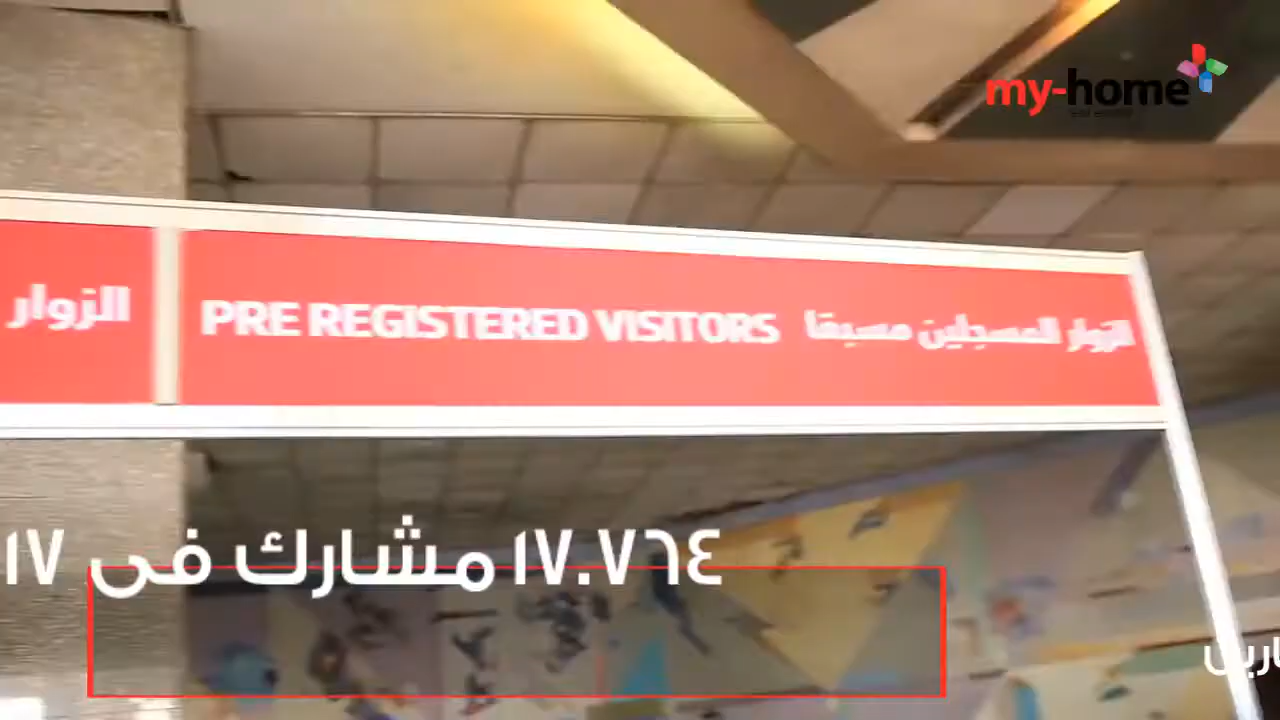 my-home
الزوار
PRE REGISTERED VISITORS الزوار المسجلين مسبقا
١٧.٧٦٤ مشارك فى ١٧